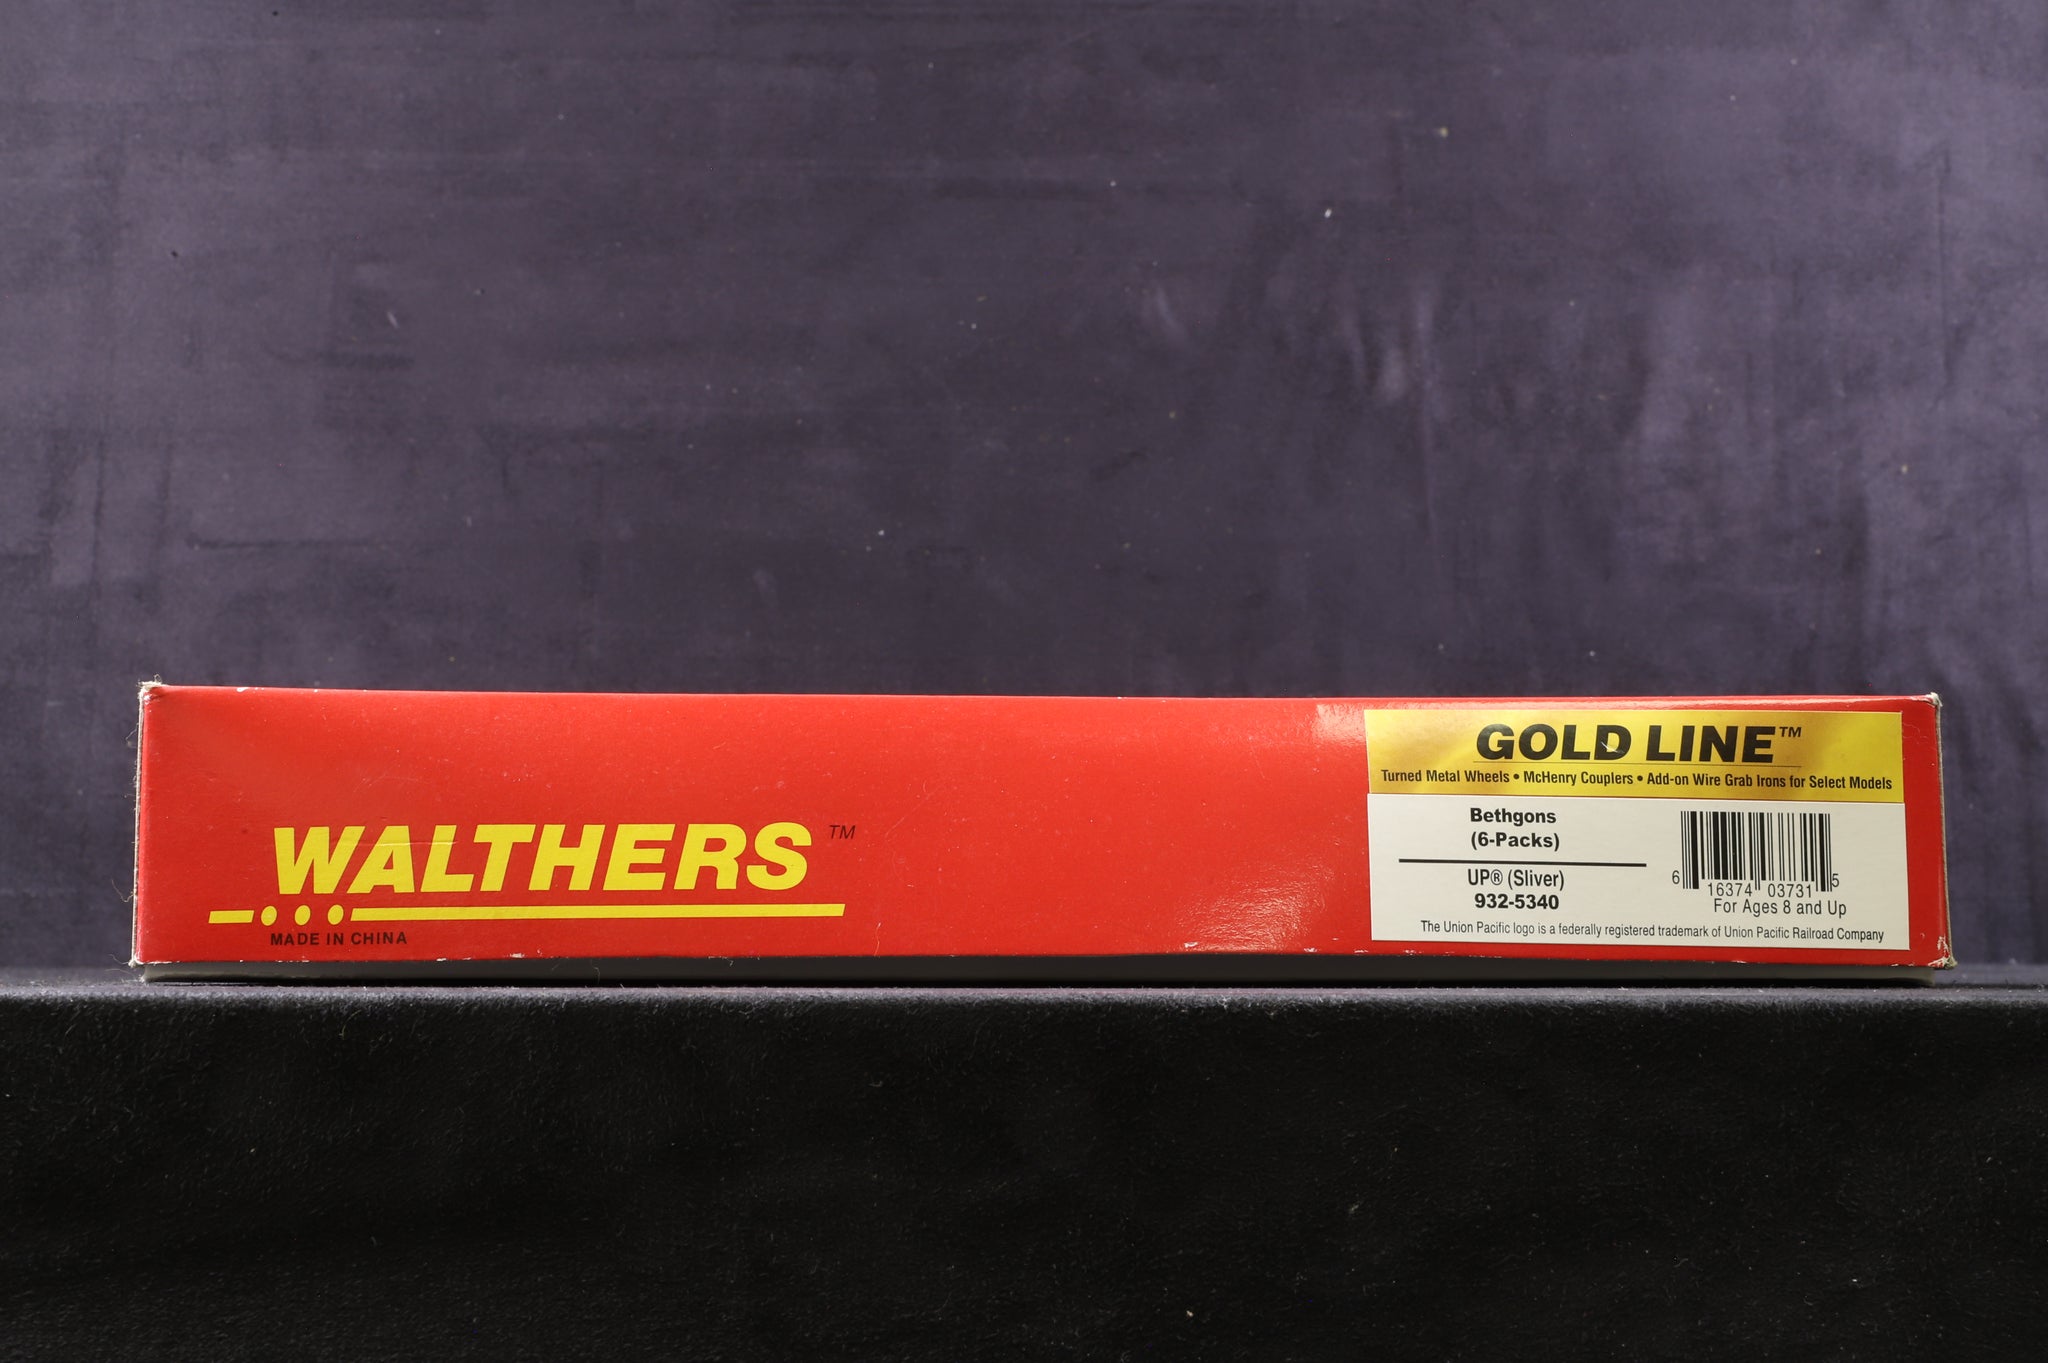 WALTHERS™
MADE IN CHINA
GOLD LINE™
Turned Metal Wheels • McHenry Couplers • Add-on Wire Grab Irons for Select Models
Bethgons
(6-Packs)
UP® (Sliver)
932-5340
6 16374 03731 5
For Ages 8 and Up
The Union Pacific logo is a federally registered trademark of Union Pacific Railroad Company